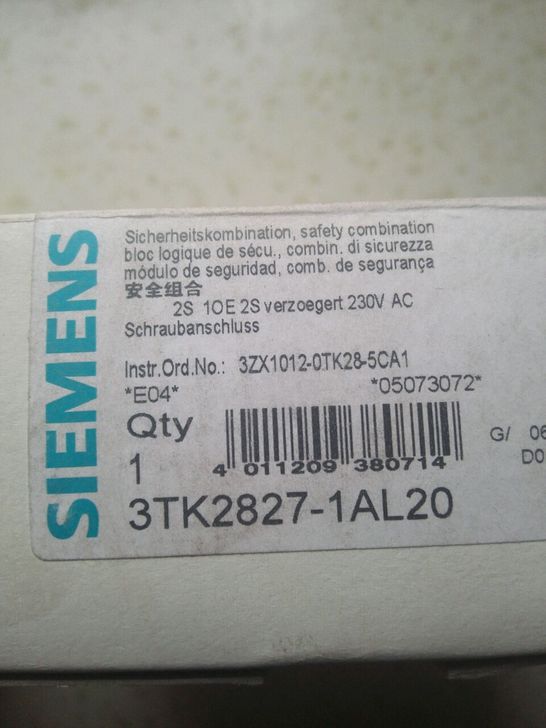 SIEMENS
Sicherheitskombination, safety combination
bloc logique de sécu., combin. di sicurezza
módulo de seguridad, comb. de segurança
安全组合
2S 1OE 2S verzoegert 230V AC
Schraubanschluss
Instr.Ord.No.: 3ZX1012-0TK28-5CA1
*E04* *05073072*
Qty
1
4 011209 380714
G/ 06
D0
3TK2827-1AL20